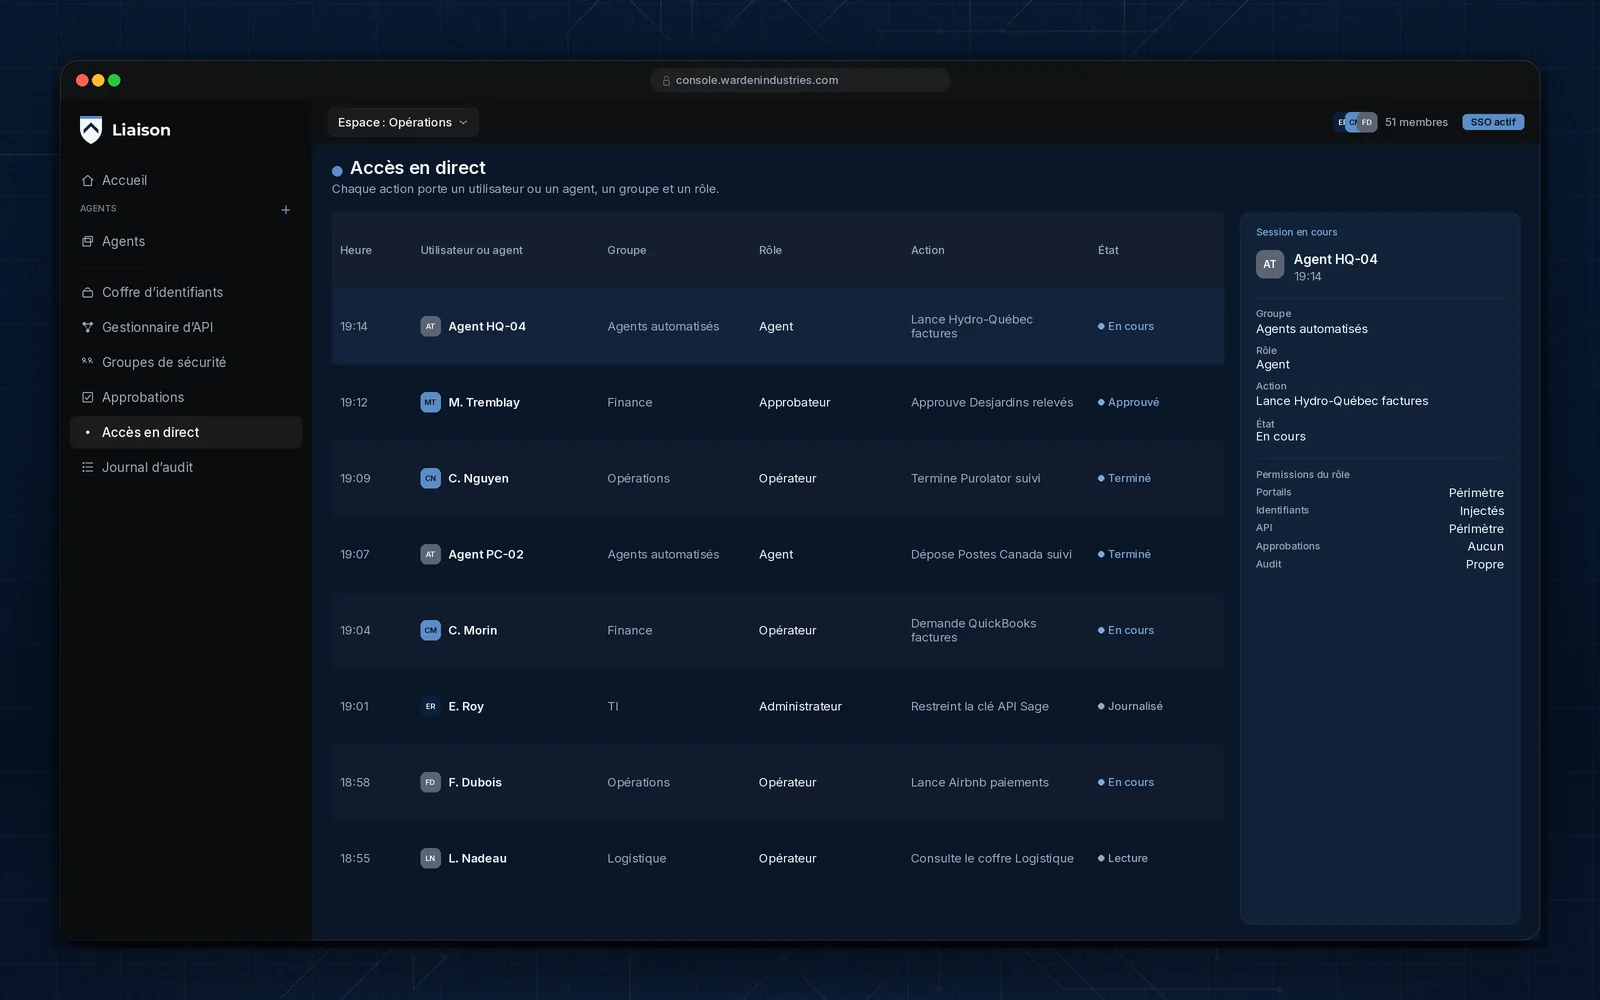 console.wardenindustries.com
Liaison
Espace : Opérations
CN
FD
51 membres
SSO actif
Accueil
AGENTS
Agents
Coffre d'identifiants
Gestionnaire d'API
Groupes de sécurité
Approbations
Accès en direct
Journal d'audit
Accès en direct
Chaque action porte un utilisateur ou un agent, un groupe et un rôle.
Heure Utilisateur ou agent Groupe Rôle Action État
19:14 AT Agent HQ-04 Agents automatisés Agent Lance Hydro-Québec factures En cours
19:12 MT M. Tremblay Finance Approbateur Approuve Desjardins relevés Approuvé
19:09 CN C. Nguyen Opérations Opérateur Termine Purolator suivi Terminé
19:07 AT Agent PC-02 Agents automatisés Agent Dépose Postes Canada suivi Terminé
19:04 CM C. Morin Finance Opérateur Demande QuickBooks factures En cours
19:01 ER E. Roy TI Administrateur Restreint la clé API Sage Journalisé
18:58 FD F. Dubois Opérations Opérateur Lance Airbnb paiements En cours
18:55 LN L. Nadeau Logistique Opérateur Consulte le coffre Logistique Lecture
Session en cours
AT Agent HQ-04
19:14
Groupe
Agents automatisés
Rôle
Agent
Action
Lance Hydro-Québec factures
État
En cours
Permissions du rôle
Portails Périmètre
Identifiants Injectés
API Périmètre
Approbations Aucun
Audit Propre